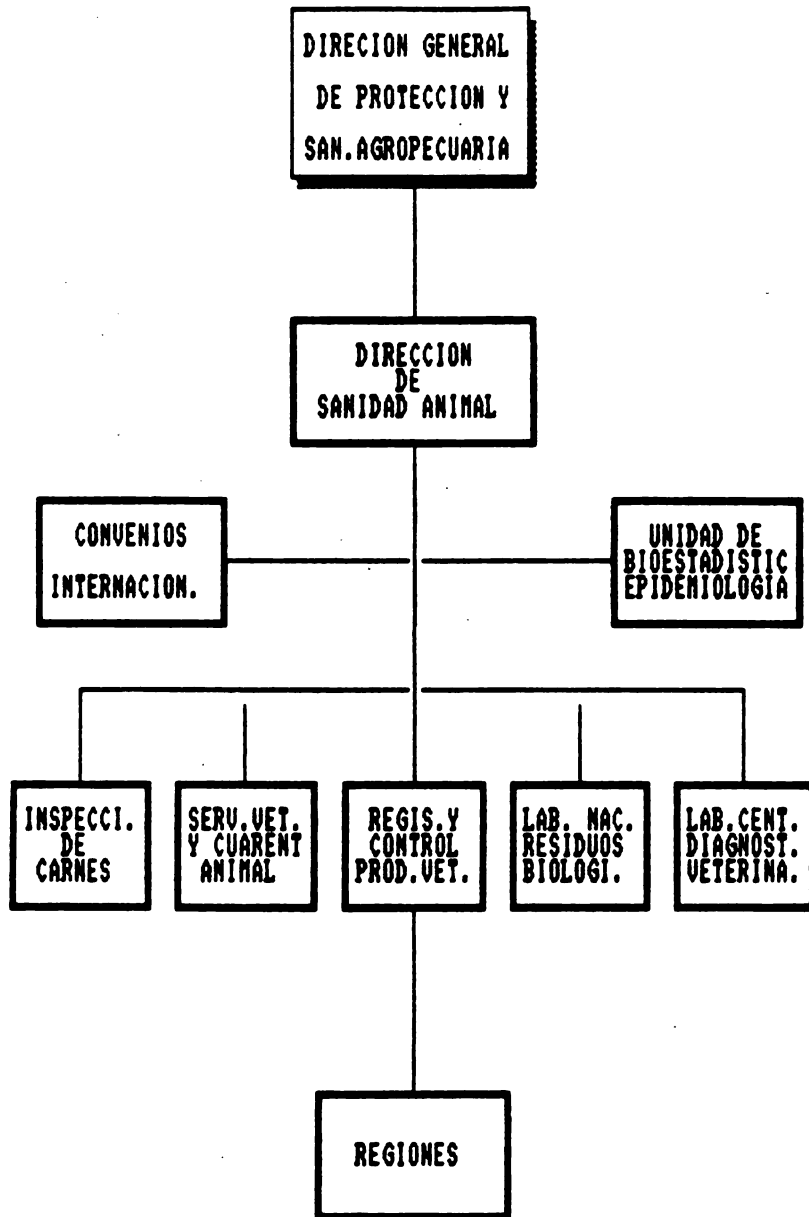 DIRECION GENERAL
DE PROTECCION Y
SAN.AGROPECUARIA
DIRECCION
DE
SANIDAD ANIMAL
CONVENIOS
INTERNACION.
UNIDAD DE
BIOESTADISTIC
EPIDEMIOLOGIA
INSPECCI.
DE
CARNES
SERV.VET.
Y CUARENT
ANIMAL
REGIS.Y
CONTROL
PROD.VET.
LAB. NAC.
RESIDUOS
BIOLOGI.
LAB.CENT.
DIAGNOST.
VETERINA.
REGIONES